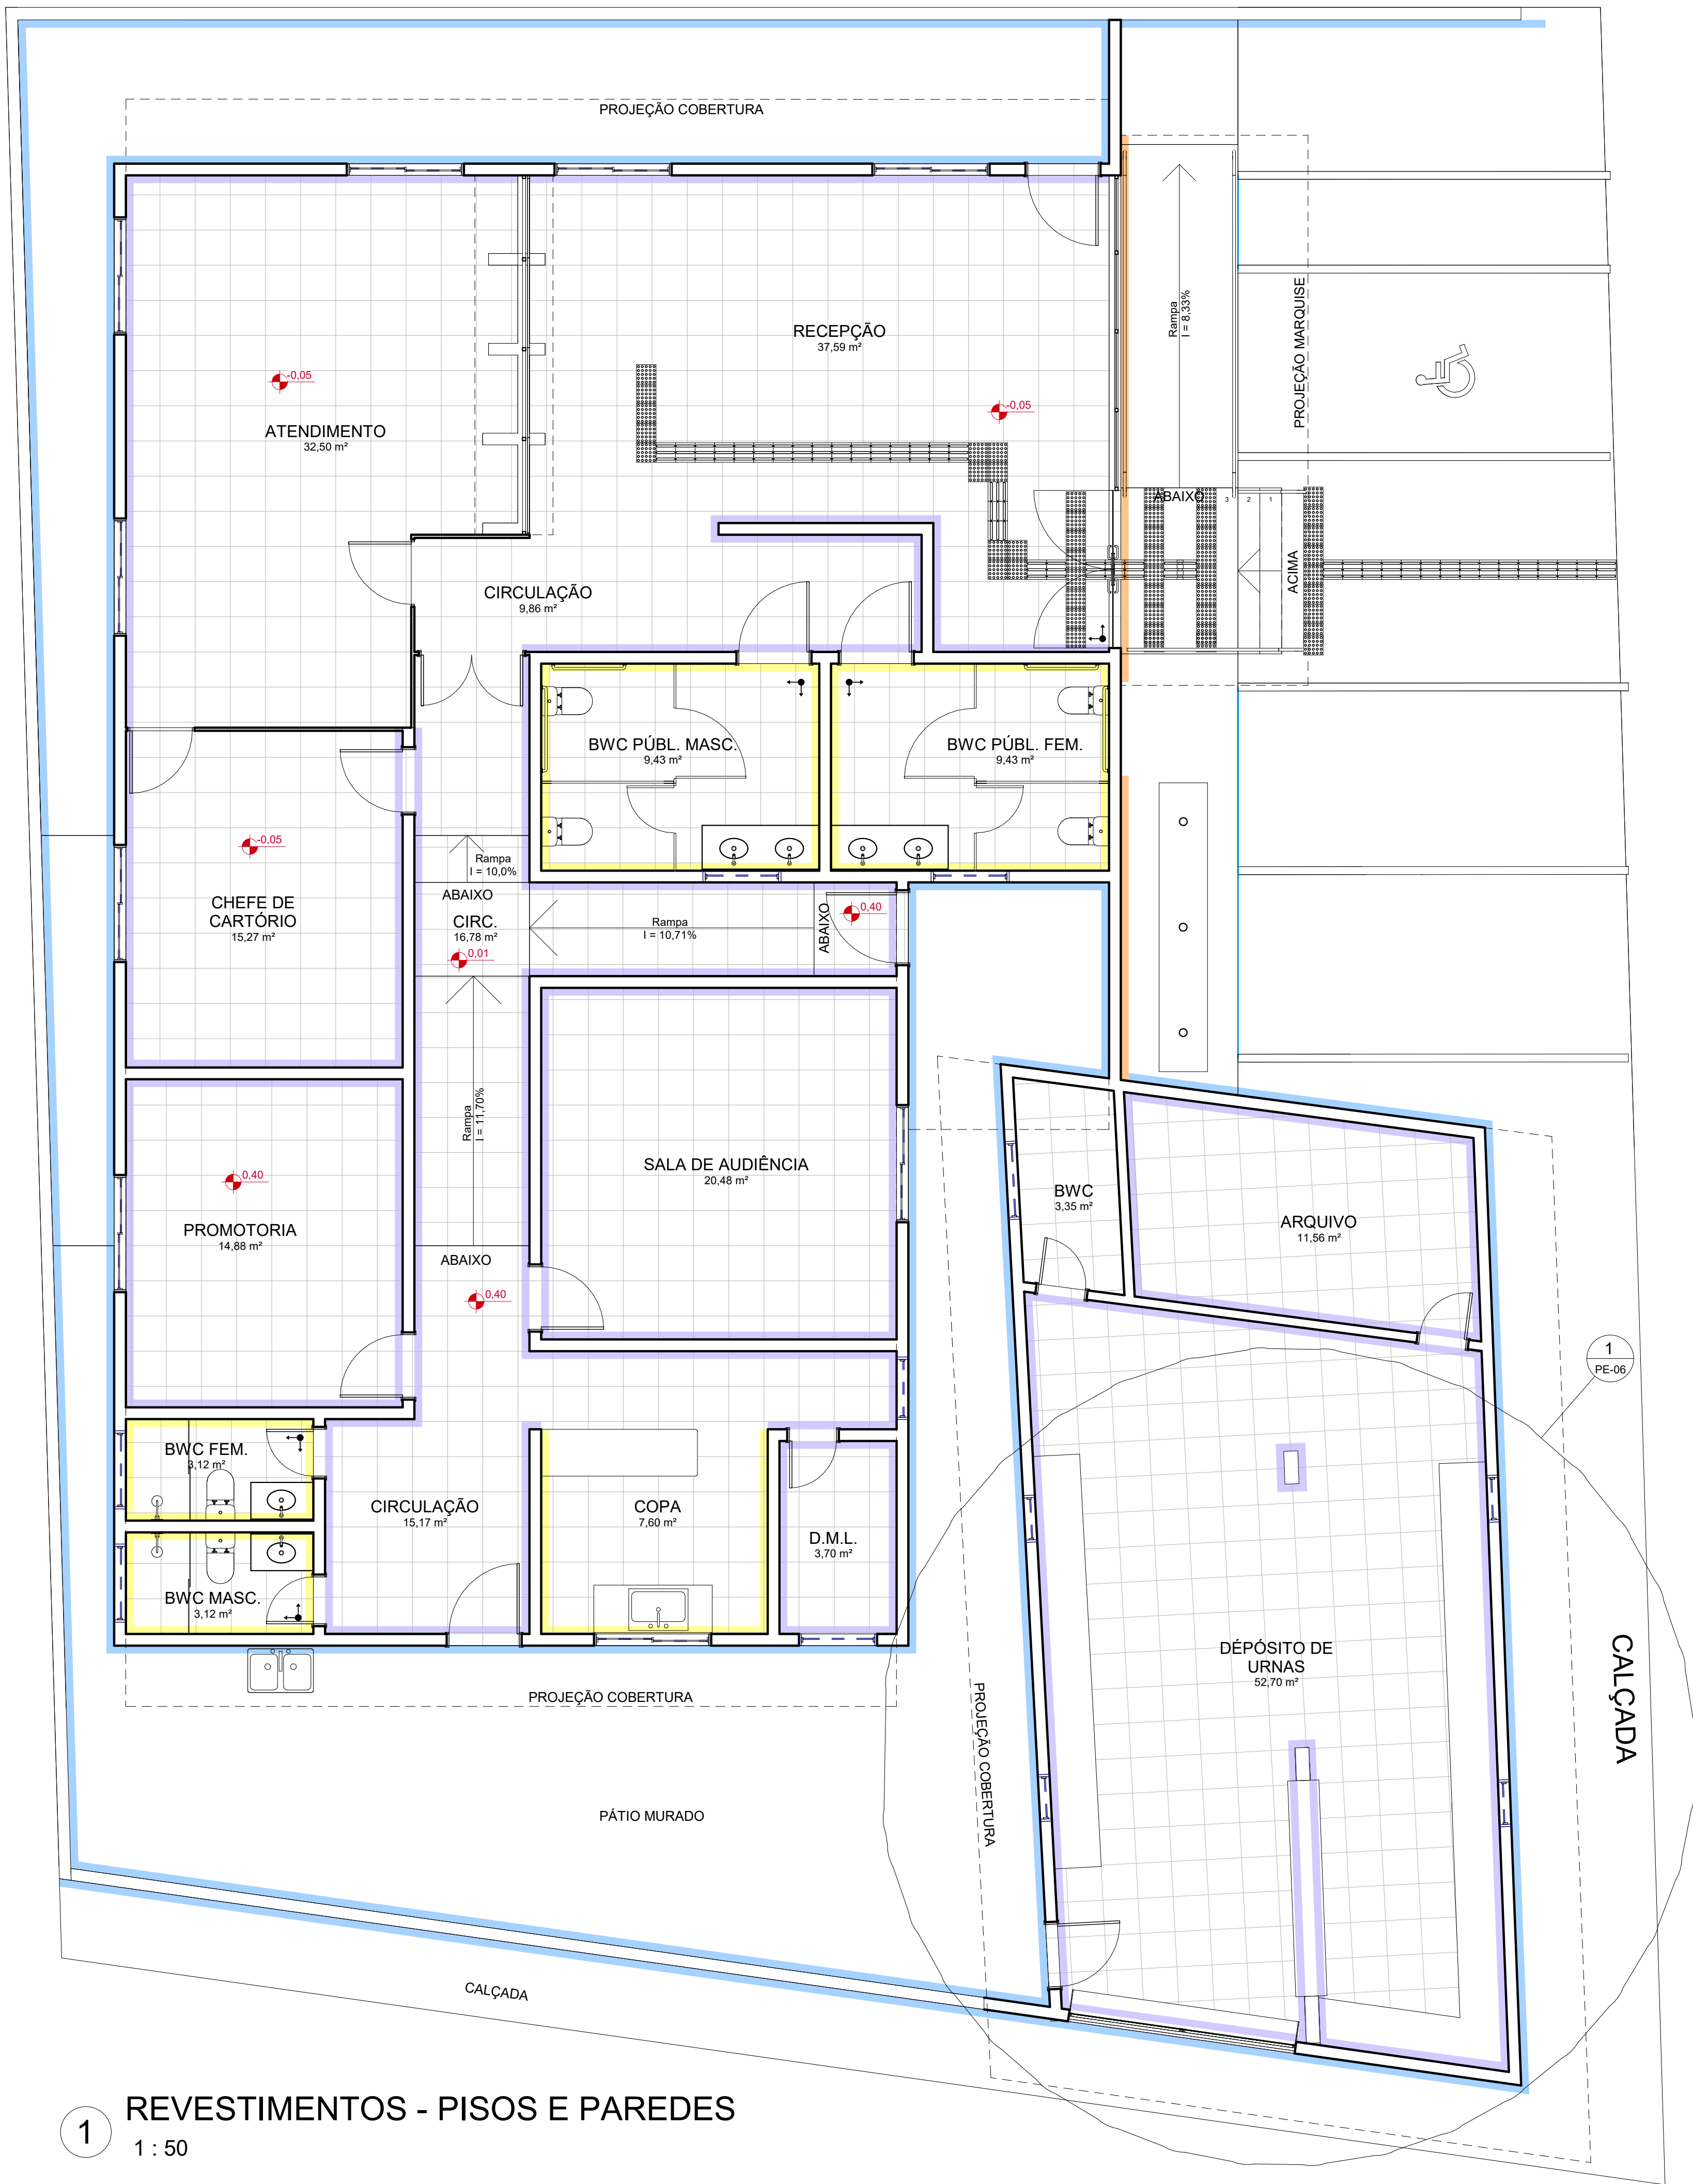 PROJEÇÃO COBERTURA
RECEPÇÃO
37,59 m²
Rampa
I = 8,33%
PROJEÇÃO MARQUISE
-0,05
ATENDIMENTO
32,50 m²
-0,05
ABAIXO
3
2
1
ACIMA
CIRCULAÇÃO
9,86 m²
BWC PÚBL. MASC.
9,43 m²
BWC PÚBL. FEM.
9,43 m²
-0,05
CHEFE DE
CARTÓRIO
15,27 m²
Rampa
I = 10,0%
ABAIXO
CIRC.
16,78 m²
0,01
Rampa
I = 10,71%
ABAIXO
0,40
Rampa
I = 11,70%
SALA DE AUDIÊNCIA
20,48 m²
0,40
PROMOTORIA
14,88 m²
ABAIXO
0,40
BWC
3,35 m²
ARQUIVO
11,56 m²
1
PE-06
BWC FEM.
3,12 m²
CIRCULAÇÃO
15,17 m²
COPA
7,60 m²
D.M.L.
3,70 m²
BWC MASC.
3,12 m²
DÉPÓSITO DE
URNAS
52,70 m²
CALÇADA
PROJEÇÃO COBERTURA
PROJEÇÃO COBERTURA
PÁTIO MURADO
CALÇADA
1
REVESTIMENTOS - PISOS E PAREDES
1 : 50